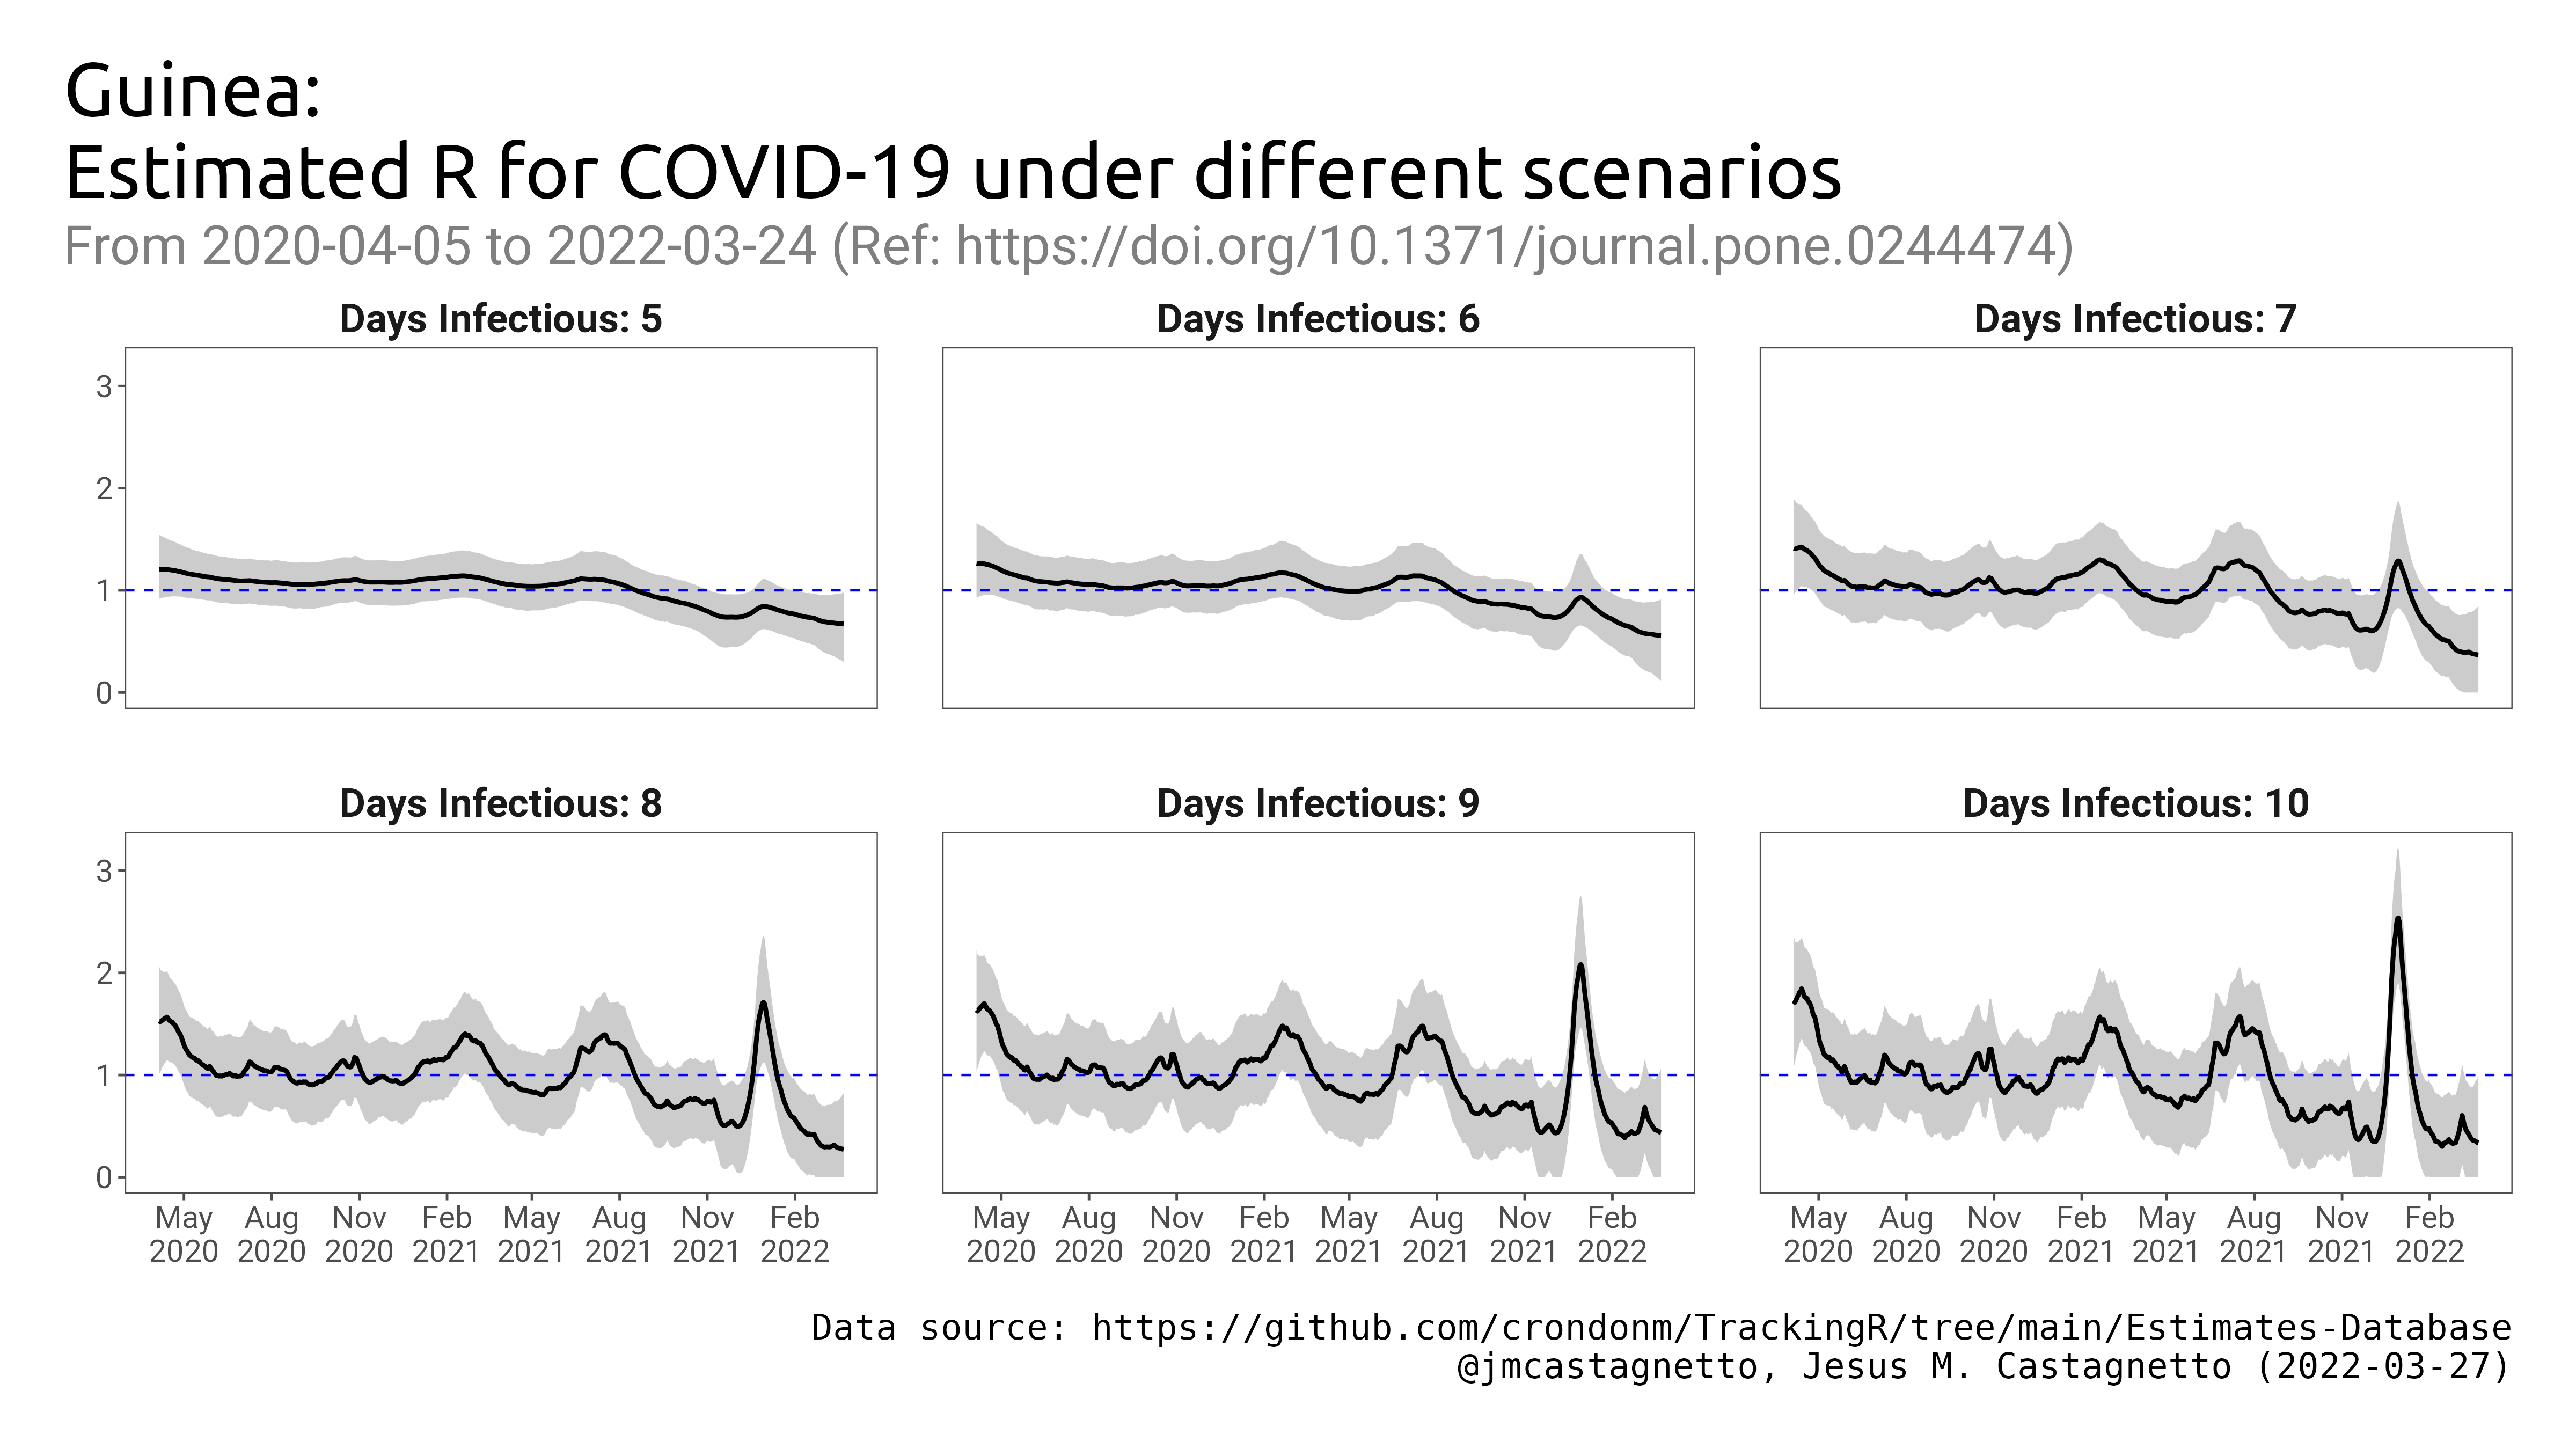 Guinea:
Estimated R for COVID-19 under different scenarios
From 2020-04-05 to 2022-03-24 (Ref: https://doi.org/10.1371/journal.pone.0244474)
Days Infectious: 5
Days Infectious: 6
Days Infectious: 7
3
2
1
0
Days Infectious: 8
Days Infectious: 9
Days Infectious: 10
3
2
1
0
May Aug Nov Feb May Aug Nov Feb
2020 2020 2020 2021 2021 2021 2021 2022
May Aug Nov Feb May Aug Nov Feb
2020 2020 2020 2021 2021 2021 2021 2022
May Aug Nov Feb May Aug Nov Feb
2020 2020 2020 2021 2021 2021 2021 2022
Data source: https://github.com/crondonm/TrackingR/tree/main/Estimates-Database
@jmcastagnetto, Jesus M. Castagnetto (2022-03-27)